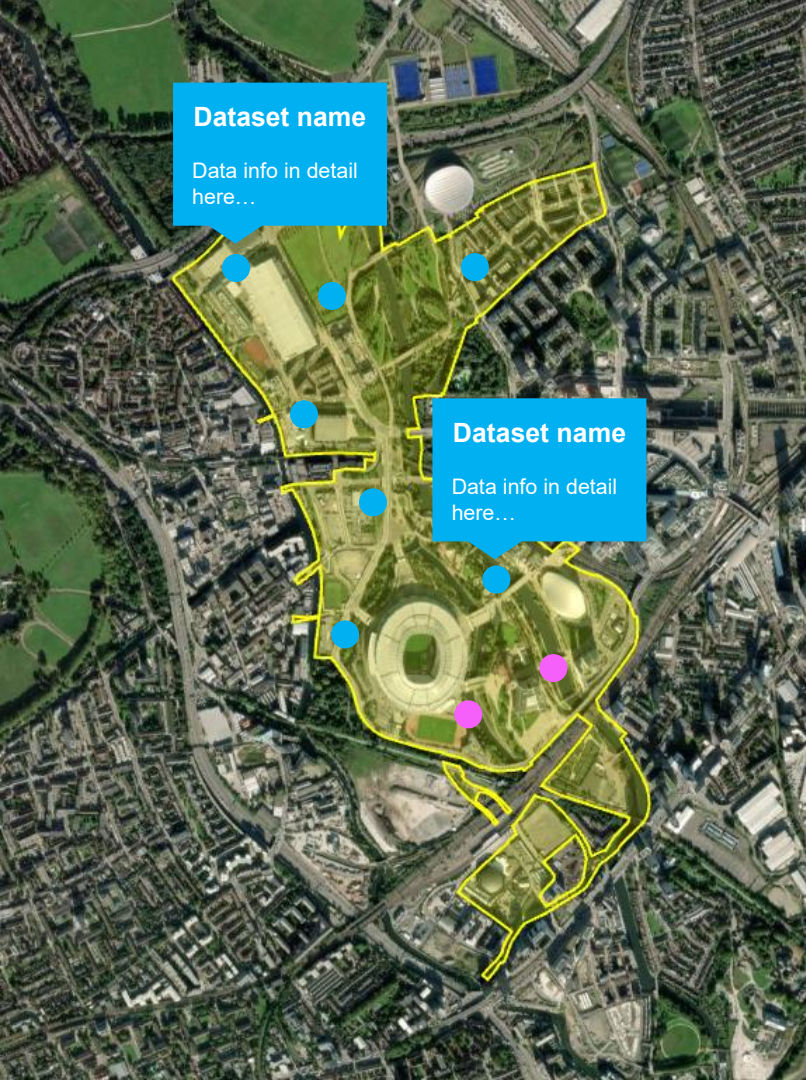 Dataset name
Data info in detail
here…
Dataset name
Data info in detail
here…